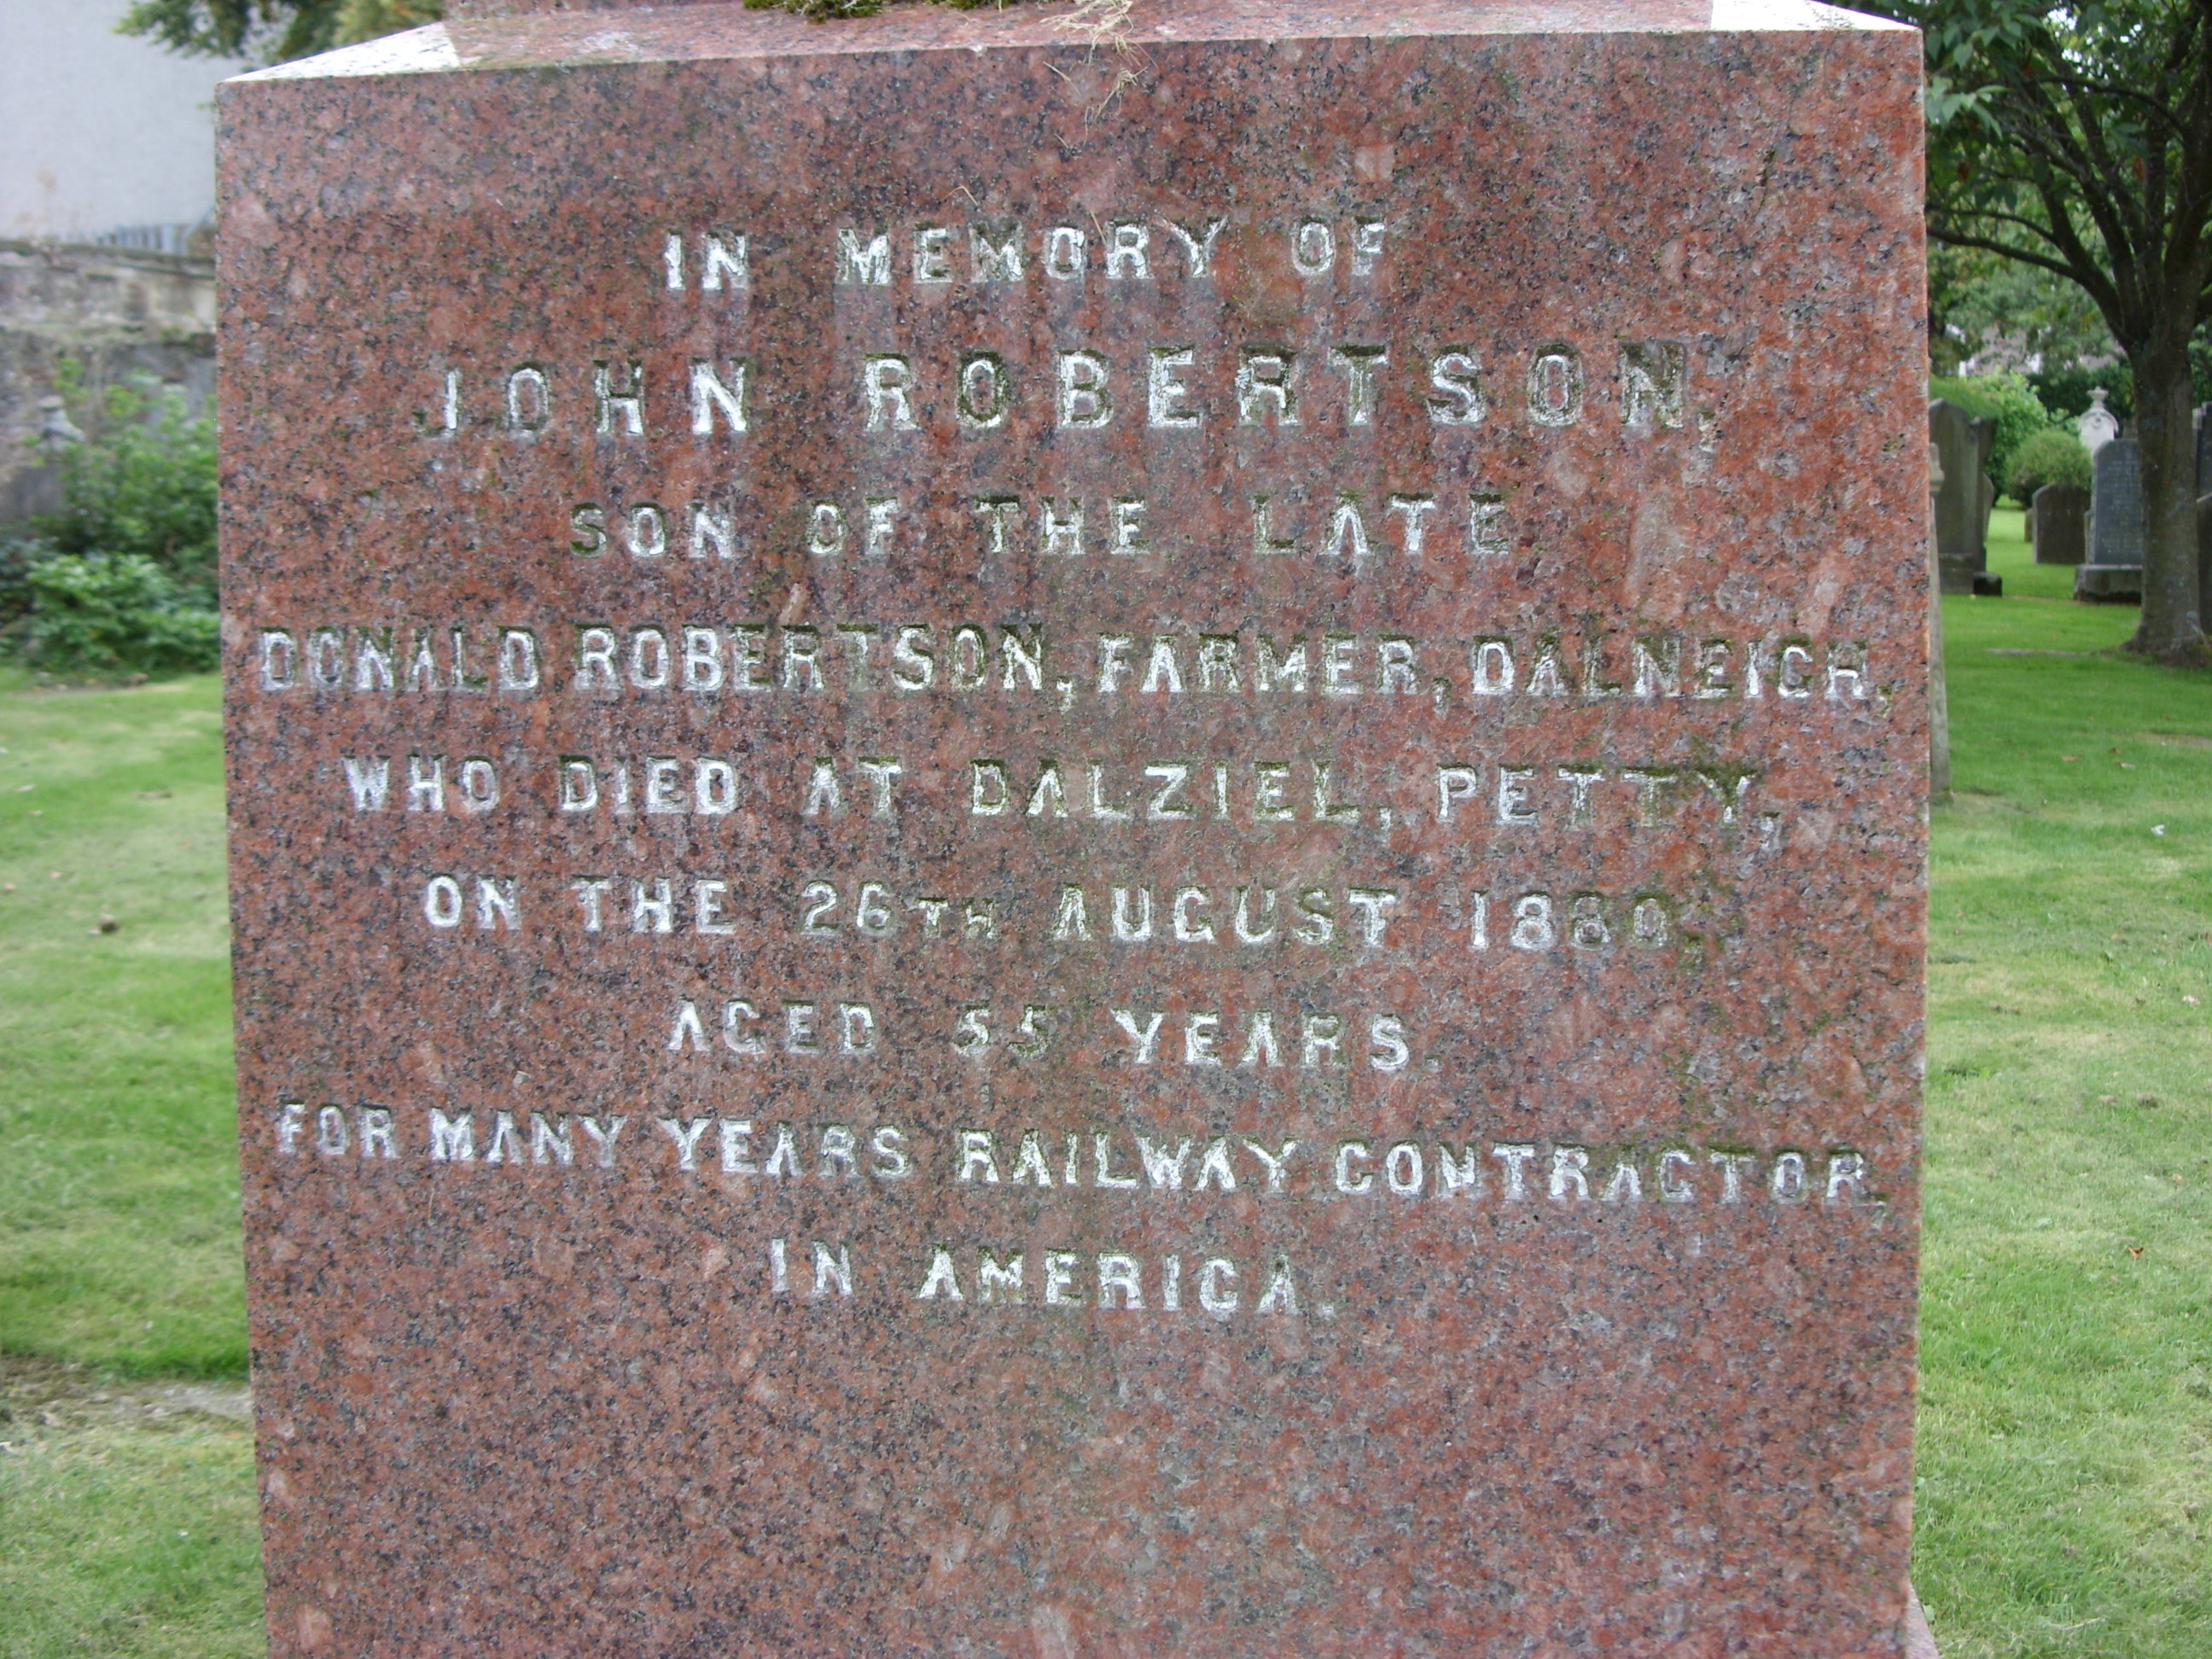 IN MEMORY OF
JOHN ROBERTSON,
SON OF THE LATE
DONALD ROBERTSON, FARMER, DALNEIGH,
WHO DIED AT DALZIEL, PETTY,
ON THE 26TH AUGUST 1880,
AGED 55 YEARS.
FOR MANY YEARS RAILWAY CONTRACTOR,
IN AMERICA.